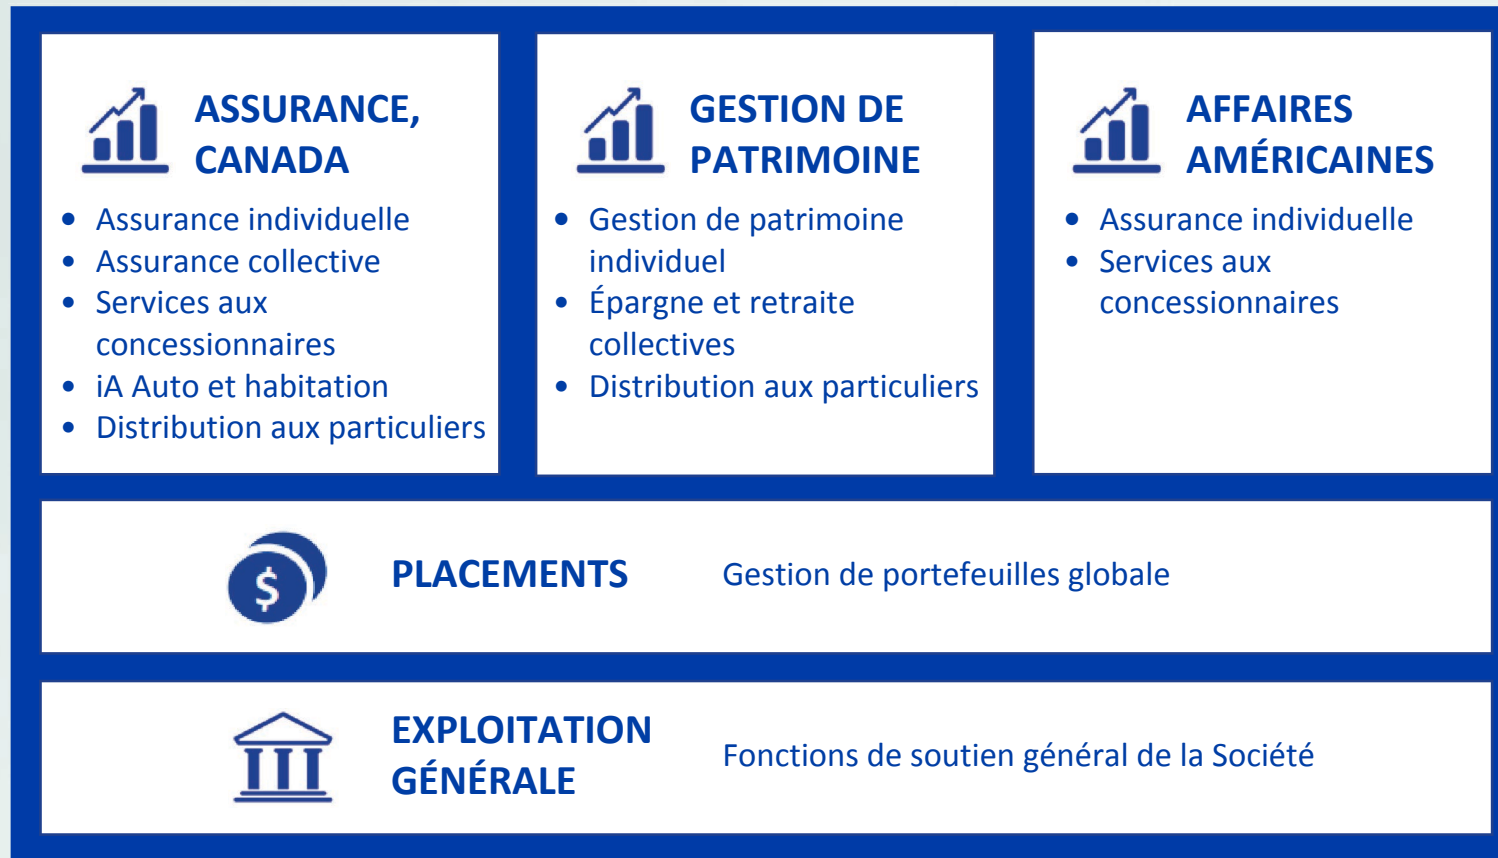 ASSURANCE,
CANADA
• Assurance individuelle
• Assurance collective
• Services aux
concessionnaires
• iA Auto et habitation
• Distribution aux particuliers
GESTION DE
PATRIMOINE
• Gestion de patrimoine
individuel
• Épargne et retraite
collectives
• Distribution aux particuliers
AFFAIRES
AMÉRICAINES
• Assurance individuelle
• Services aux
concessionnaires
$
PLACEMENTS
Gestion de portefeuilles globale
EXPLOITATION
GÉNÉRALE
Fonctions de soutien général de la Société